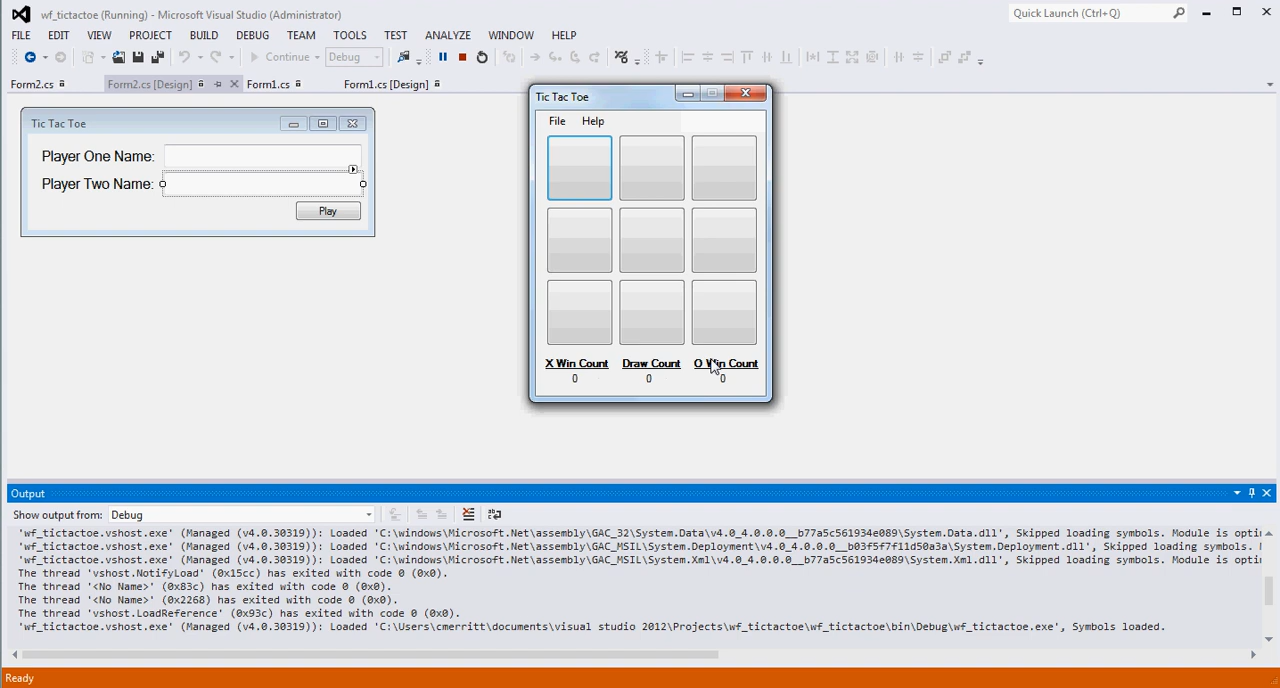 wf_tictactoe (Running) - Microsoft Visual Studio (Administrator)
Quick Launch (Ctrl+Q)
FILE EDIT VIEW PROJECT BUILD DEBUG TEAM TOOLS TEST ANALYZE WINDOW HELP
Continue Debug
Form2.cs Form2.cs [Design] Form1.cs Form1.cs [Design]
Tic Tac Toe
Player One Name:
Player Two Name:
Play
Tic Tac Toe
File Help
X Win Count Draw Count O Win Count
0 0 0
Output
Show output from: Debug
'wf_tictactoe.vshost.exe' (Managed (v4.0.30319)): Loaded 'C:\windows\Microsoft.Net\assembly\GAC_32\System.Data\v4.0_4.0.0.0__b77a5c561934e089\System.Data.dll', Skipped loading symbols. Module is opti
'wf_tictactoe.vshost.exe' (Managed (v4.0.30319)): Loaded 'C:\windows\Microsoft.Net\assembly\GAC_MSIL\System.Deployment\v4.0_4.0.0.0__b03f5f7f11d50a3a\System.Deployment.dll', Skipped loading symbols.
'wf_tictactoe.vshost.exe' (Managed (v4.0.30319)): Loaded 'C:\windows\Microsoft.Net\assembly\GAC_MSIL\System.Xml\v4.0_4.0.0.0__b77a5c561934e089\System.Xml.dll', Skipped loading symbols. Module is opti
The thread 'vshost.NotifyLoad' (0x15cc) has exited with code 0 (0x0).
The thread '<No Name>' (0x83c) has exited with code 0 (0x0).
The thread '<No Name>' (0x2268) has exited with code 0 (0x0).
The thread 'vshost.LoadReference' (0x93c) has exited with code 0 (0x0).
'wf_tictactoe.vshost.exe' (Managed (v4.0.30319)): Loaded 'C:\Users\cmerritt\documents\visual studio 2012\Projects\wf_tictactoe\wf_tictactoe\bin\Debug\wf_tictactoe.exe', Symbols loaded.
Ready